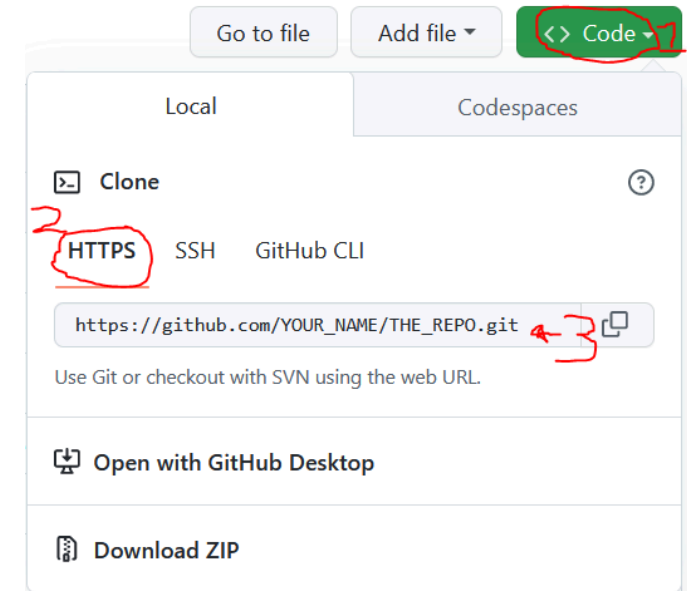 Go to file
Add file
<> Code
1
Local
Codespaces
Clone
2
HTTPS
SSH
GitHub CLI
https://github.com/YOUR_NAME/THE_REPO.git
3
Use Git or checkout with SVN using the web URL.
Open with GitHub Desktop
Download ZIP